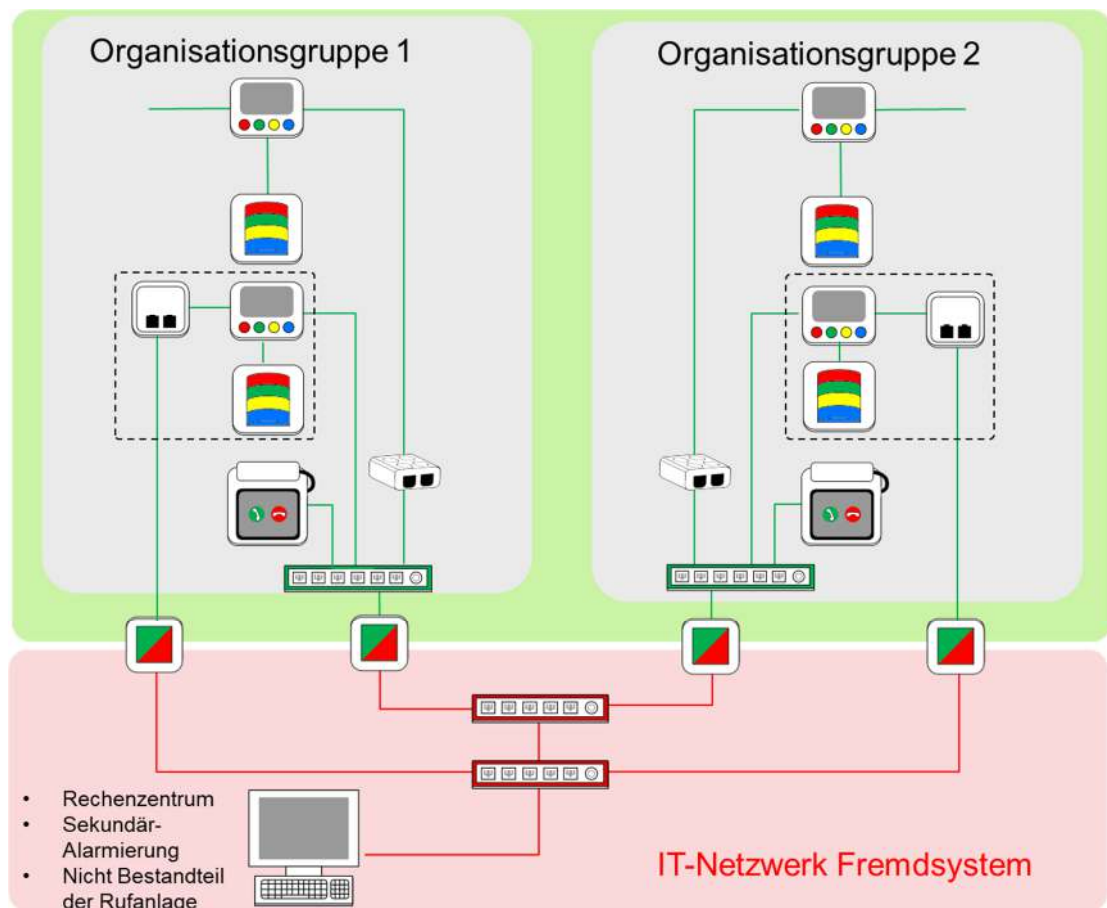 Organisationsgruppe 1
Organisationsgruppe 2
• Rechenzentrum
• Sekundär-
Alarmierung
• Nicht Bestandteil
der Rufanlage
IT-Netzwerk Fremdsystem